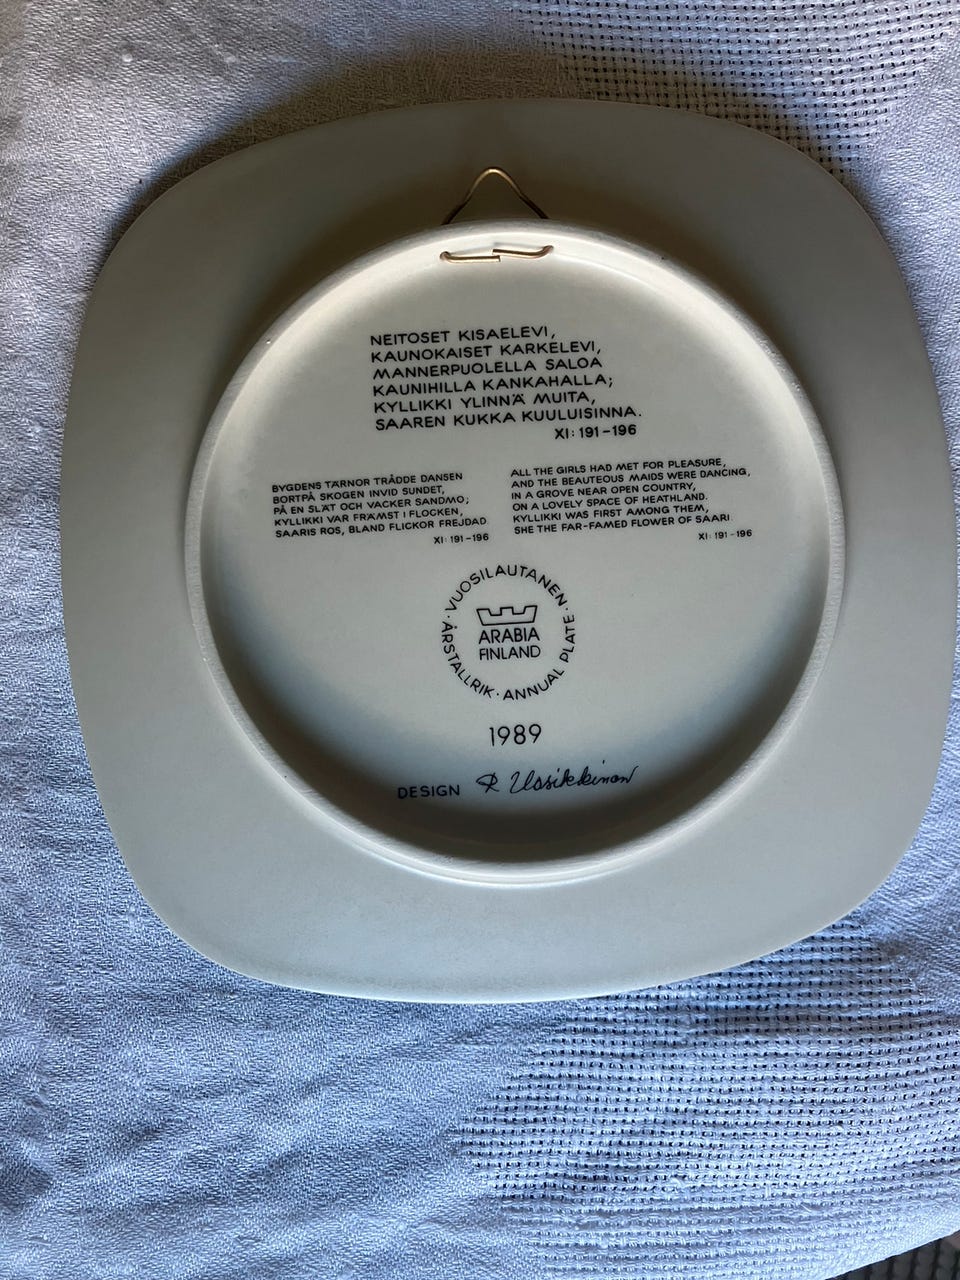 NEITOSET KISAELEVI,
KAUNOKAISET KARKELEVI,
MANNERPUOLELLA SALOA
KAUNIHILLA KANKAHALLA;
KYLLIKKI YLINNÄ MUITA,
SAAREN KUKKA KUULUISINNA.
XI: 191-196
BYGDENS TÄRNOR TRÅDDE DANSEN
BORTPÅ SKOGEN INVID SUNDET,
PÅ EN SLÄT OCH VACKER SANDMO;
KYLLIKKI VAR FRÄMST I FLOCKEN,
SAARIS ROS, BLAND FLICKOR FREJDAD
XI: 191-196
ALL THE GIRLS HAD MET FOR PLEASURE,
AND THE BEAUTEOUS MAIDS WERE DANCING,
IN A GROVE NEAR OPEN COUNTRY,
ON A LOVELY SPACE OF HEATHLAND.
KYLLIKKI WAS FIRST AMONG THEM,
SHE THE FAR-FAMED FLOWER OF SAARI
XI: 191-196
· VUOSILAUTANEN · ANNUAL PLATE · ÅRSTALLRIK
ARABIA
FINLAND
1989
DESIGN R Uosikkinen